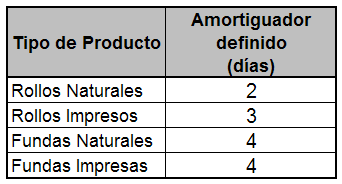 Tipo de Producto
Amortiguador
definido
(días)
Rollos Naturales
2
Rollos Impresos
3
Fundas Naturales
4
Fundas Impresas
4